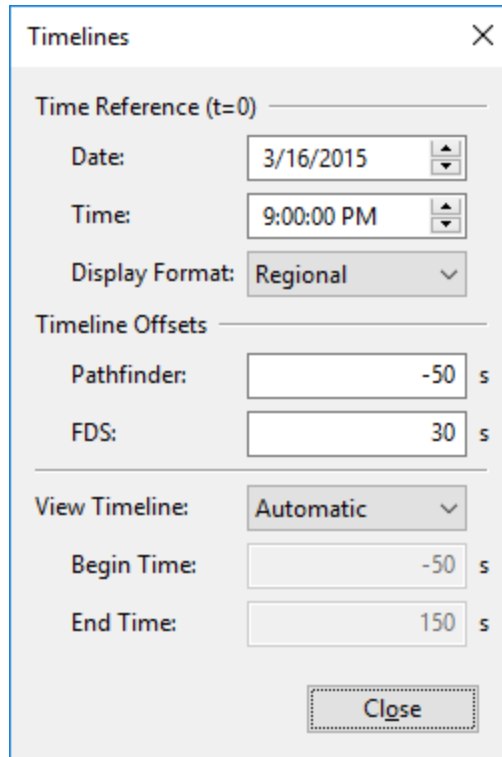 Timelines
Time Reference (t=0)
Date: 3/16/2015
Time: 9:00:00 PM
Display Format: Regional
Timeline Offsets
Pathfinder: -50 s
FDS: 30 s
View Timeline: Automatic
Begin Time: -50 s
End Time: 150 s
Close